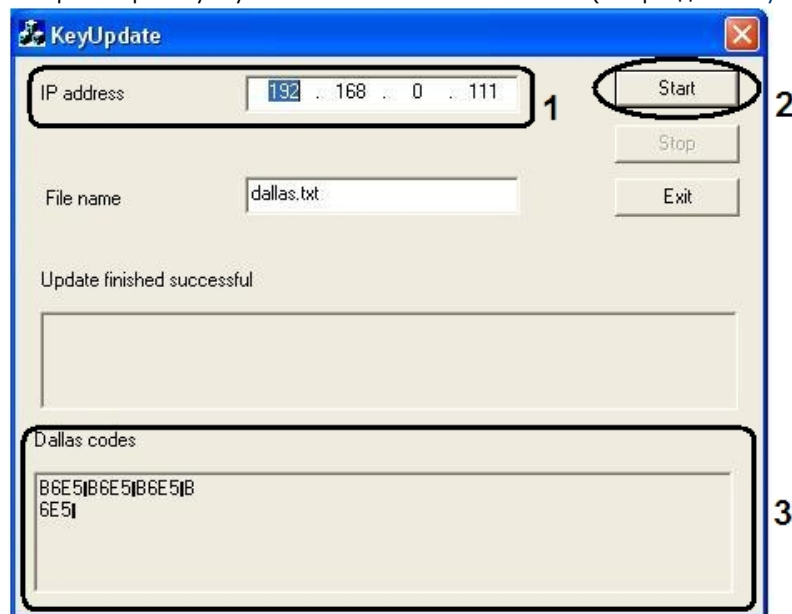 KeyUpdate
IP address 192 . 168 . 0 . 111
1
Start
2
Stop
File name dallas.txt
Exit
Update finished successful
Dallas codes
B6E5|B6E5|B6E5|B
6E5|
3